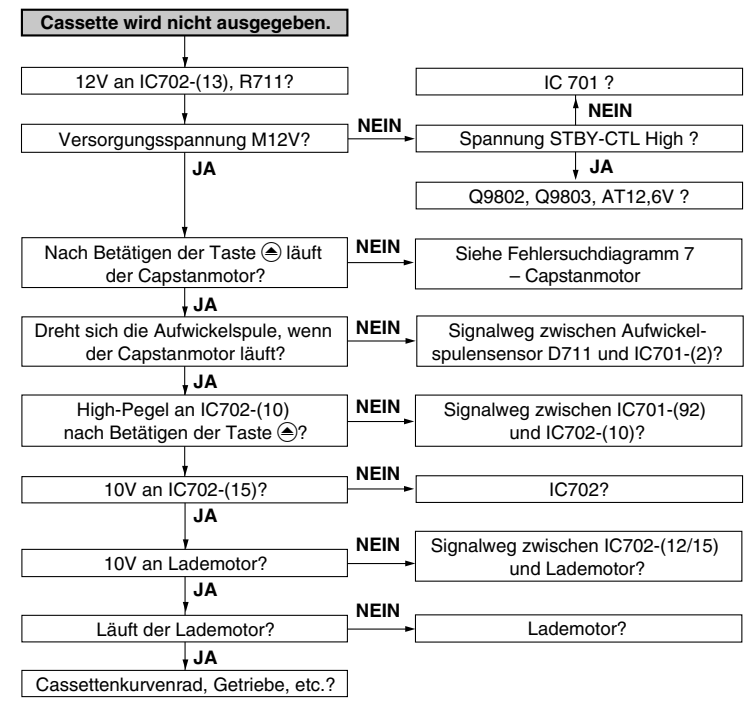 Cassette wird nicht ausgegeben.
12V an IC702-(13), R711?
IC 701 ?
NEIN
Versorgungsspannung M12V?
NEIN
Spannung STBY-CTL High ?
JA
JA
Q9802, Q9803, AT12,6V ?
Nach Betätigen der Taste ⏏ läuft
der Capstanmotor?
NEIN
Siehe Fehlersuchdiagramm 7
– Capstanmotor
JA
Dreht sich die Aufwickelspule, wenn
der Capstanmotor läuft?
NEIN
Signalweg zwischen Aufwickel-
spulensensor D711 und IC701-(2)?
JA
High-Pegel an IC702-(10)
nach Betätigen der Taste ⏏?
NEIN
Signalweg zwischen IC701-(92)
und IC702-(10)?
10V an IC702-(15)?
NEIN
IC702?
JA
10V an Lademotor?
NEIN
Signalweg zwischen IC702-(12/15)
und Lademotor?
JA
Läuft der Lademotor?
NEIN
Lademotor?
JA
Cassettenkurvenrad, Getriebe, etc.?